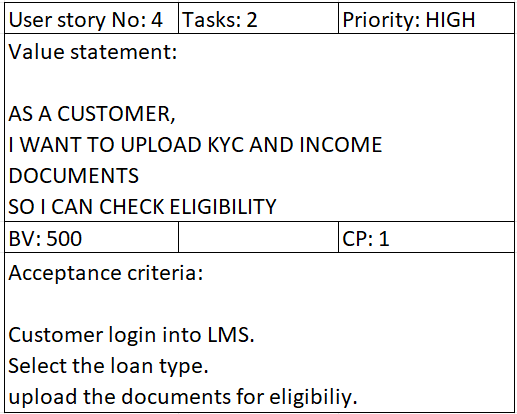 User story No: 4 Tasks: 2 Priority: HIGH
Value statement:
AS A CUSTOMER,
I WANT TO UPLOAD KYC AND INCOME
DOCUMENTS
SO I CAN CHECK ELIGIBILITY
BV: 500 CP: 1
Acceptance criteria:
Customer login into LMS.
Select the loan type.
upload the documents for eligibiliy.